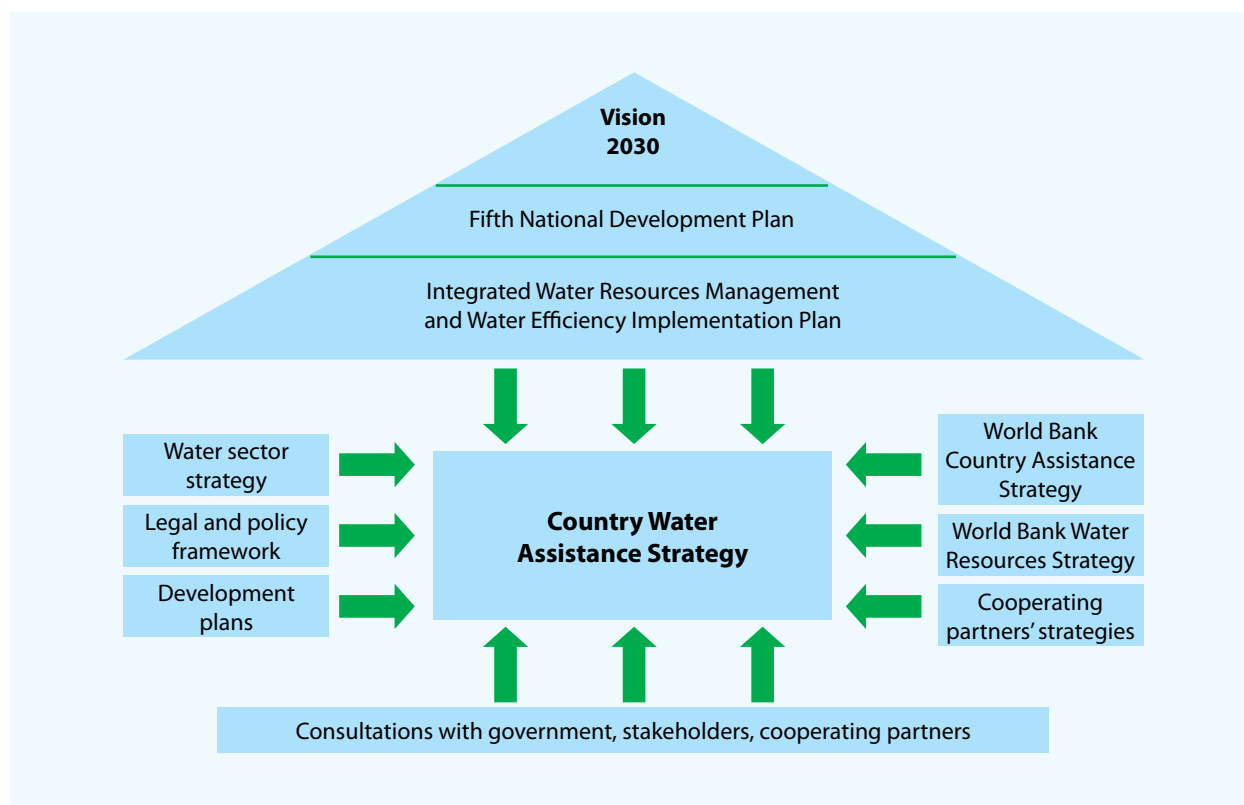 Vision
2030
Fifth National Development Plan
Integrated Water Resources Management
and Water Efficiency Implementation Plan
Water sector
strategy
Legal and policy
framework
Development
plans
Country Water
Assistance Strategy
World Bank
Country Assistance
Strategy
World Bank Water
Resources Strategy
Cooperating
partners’ strategies
Consultations with government, stakeholders, cooperating partners